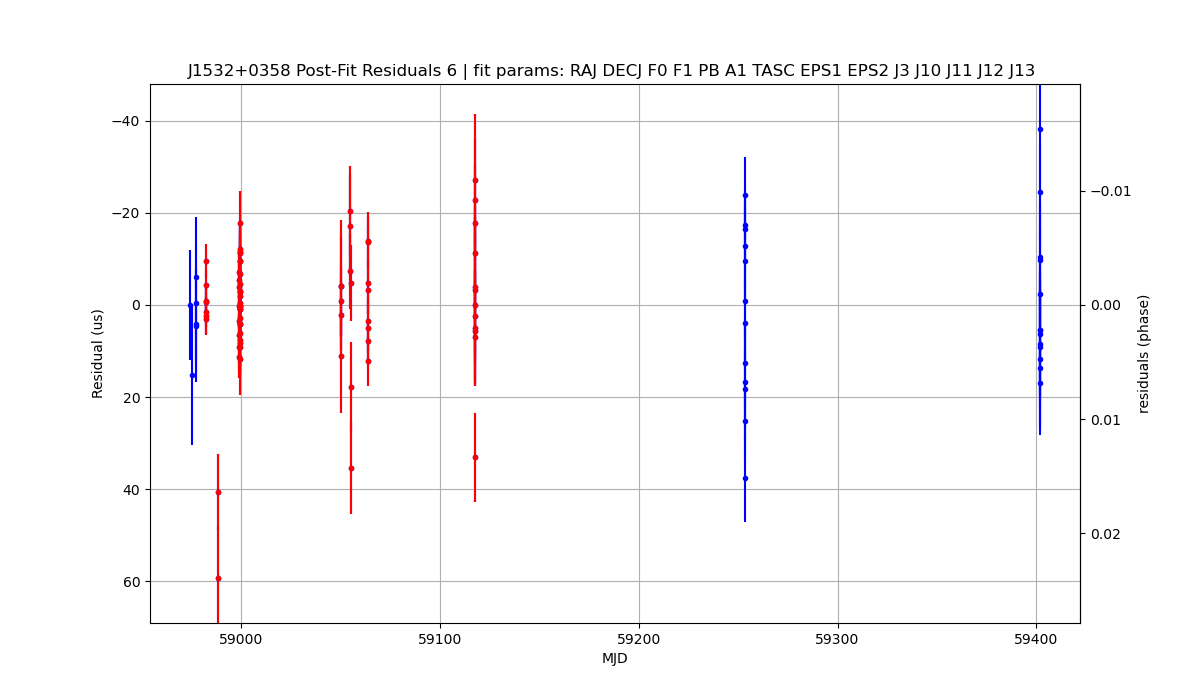 J1532+0358 Post-Fit Residuals 6 | fit params: RAJ DECJ F0 F1 PB A1 TASC EPS1 EPS2 J3 J10 J11 J12 J13
−40
−20
0
20
40
60
Residual (us)
−0.01
0.00
0.01
0.02
residuals (phase)
59000 59100 59200 59300 59400
MJD